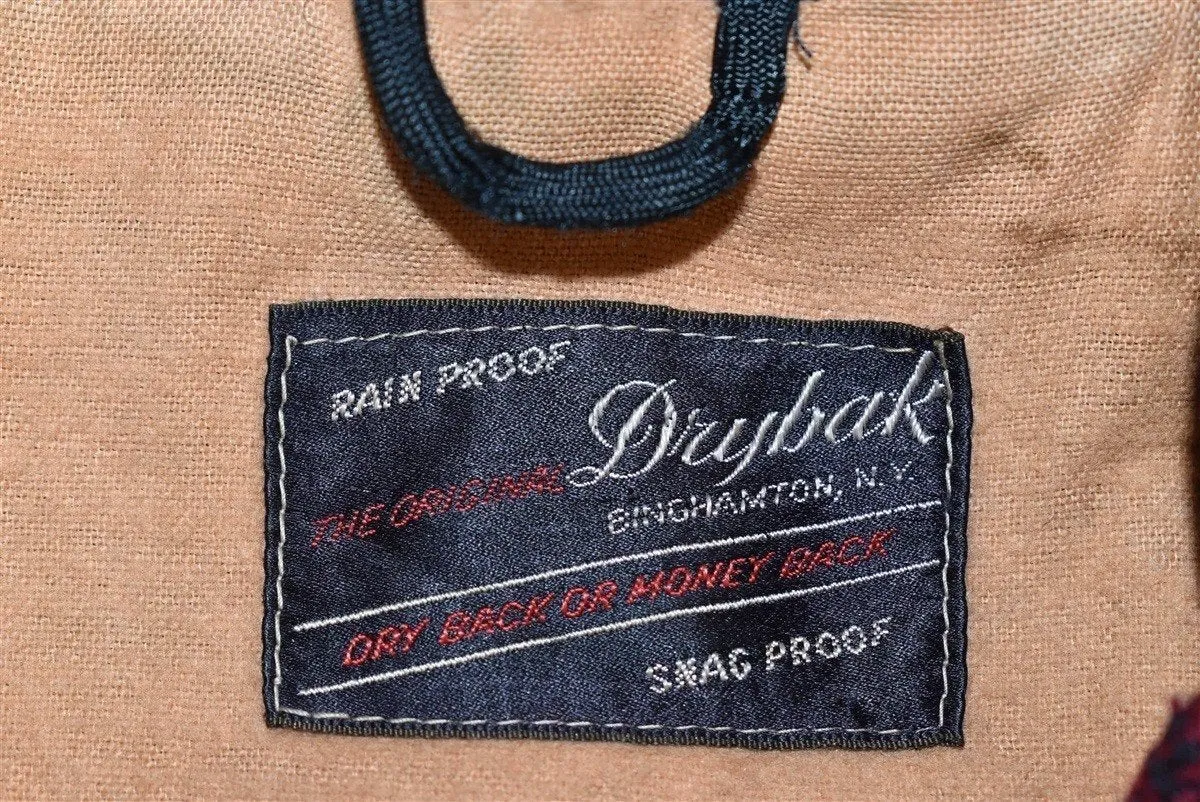 RAIN PROOF
THE ORIGINAL Drybak
BINGHAMTON, N.Y.
DRY BACK OR MONEY BACK
SNAG PROOF